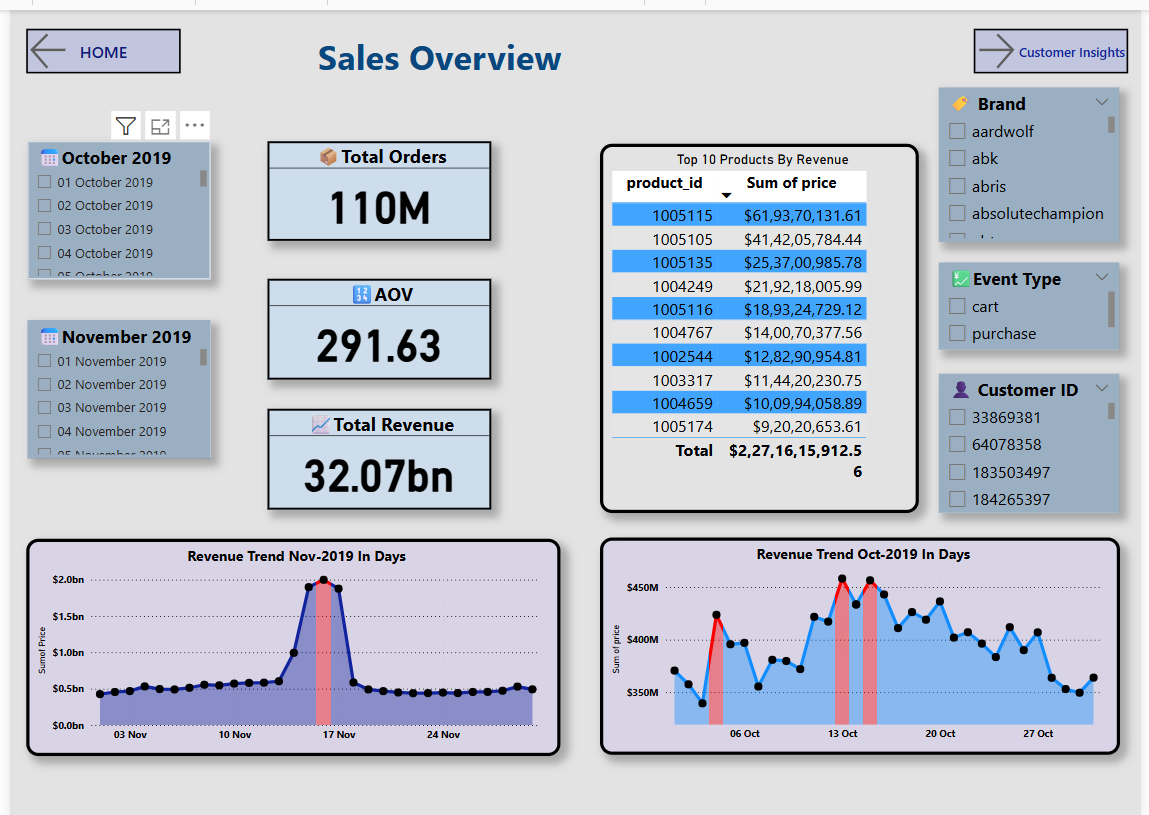 HOME
Sales Overview
Customer Insights
October 2019
01 October 2019
02 October 2019
03 October 2019
04 October 2019
05 October 2019
November 2019
01 November 2019
02 November 2019
03 November 2019
04 November 2019
05 November 2019
Total Orders
110M
AOV
291.63
Total Revenue
32.07bn
Top 10 Products By Revenue
product_id Sum of price
1005115 $61,93,70,131.61
1005105 $41,42,05,784.44
1005135 $25,37,00,985.78
1004249 $21,92,18,005.99
1005116 $18,93,24,729.12
1004767 $14,00,70,377.56
1002544 $12,82,90,954.81
1003317 $11,44,20,230.75
1004659 $10,09,94,058.89
1005174 $9,20,20,653.61
Total $2,27,16,15,912.5
6
Brand
aardwolf
abk
abris
absolutechampion
Event Type
cart
purchase
Customer ID
33869381
64078358
183503497
184265397
Revenue Trend Nov-2019 In Days
Sumof Price
$2.0bn
$1.5bn
$1.0bn
$0.5bn
$0.0bn
03 Nov 10 Nov 17 Nov 24 Nov
Revenue Trend Oct-2019 In Days
Sum of price
$450M
$400M
$350M
06 Oct 13 Oct 20 Oct 27 Oct